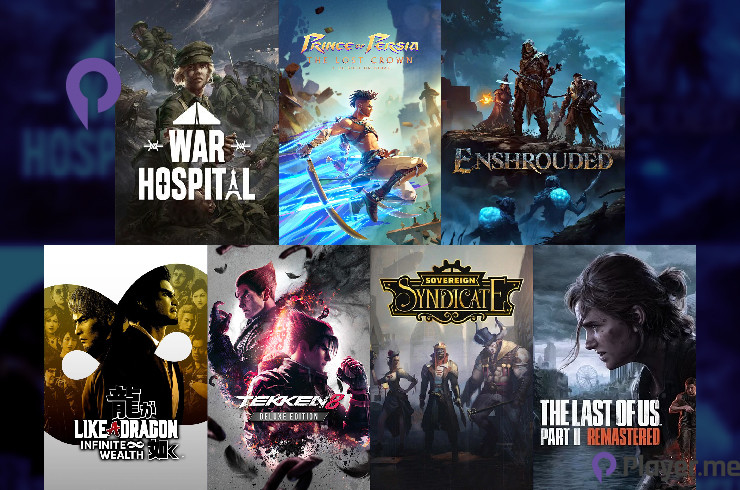 WAR
HOSPITAL
PRINCE OF PERSIA
THE LOST CROWN
ENSHROUDED
龍が
LIKE A DRAGON
INFINITE
WEALTH
如く
TEKKEN 8
DELUXE EDITION
SOVEREIGN
SYNDICATE
THE LAST OF US
PART II REMASTERED
Player.me